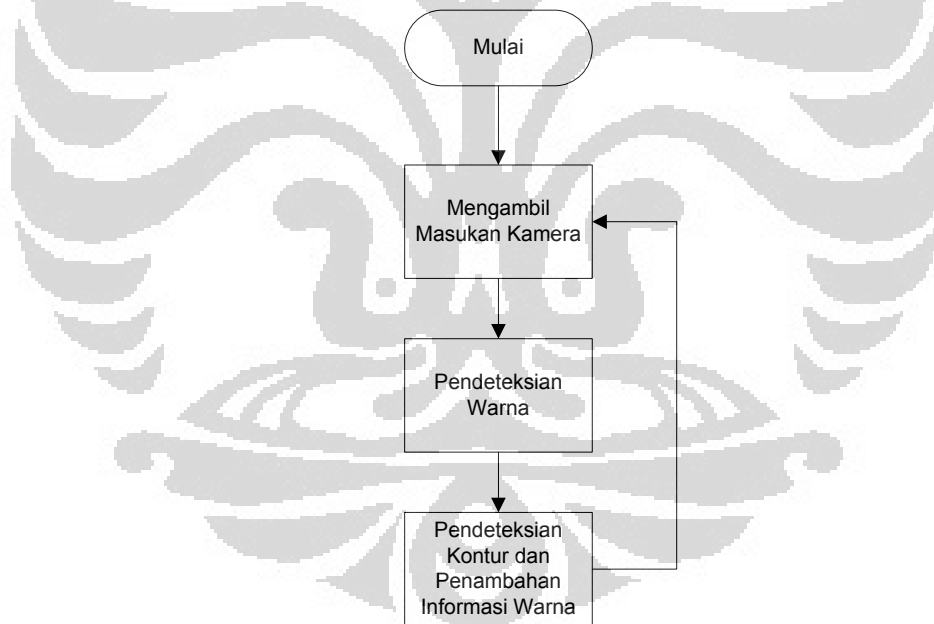 Mulai
Mengambil
Masukan Kamera
Pendeteksian
Warna
Pendeteksian
Kontur dan
Penambahan
Informasi Warna